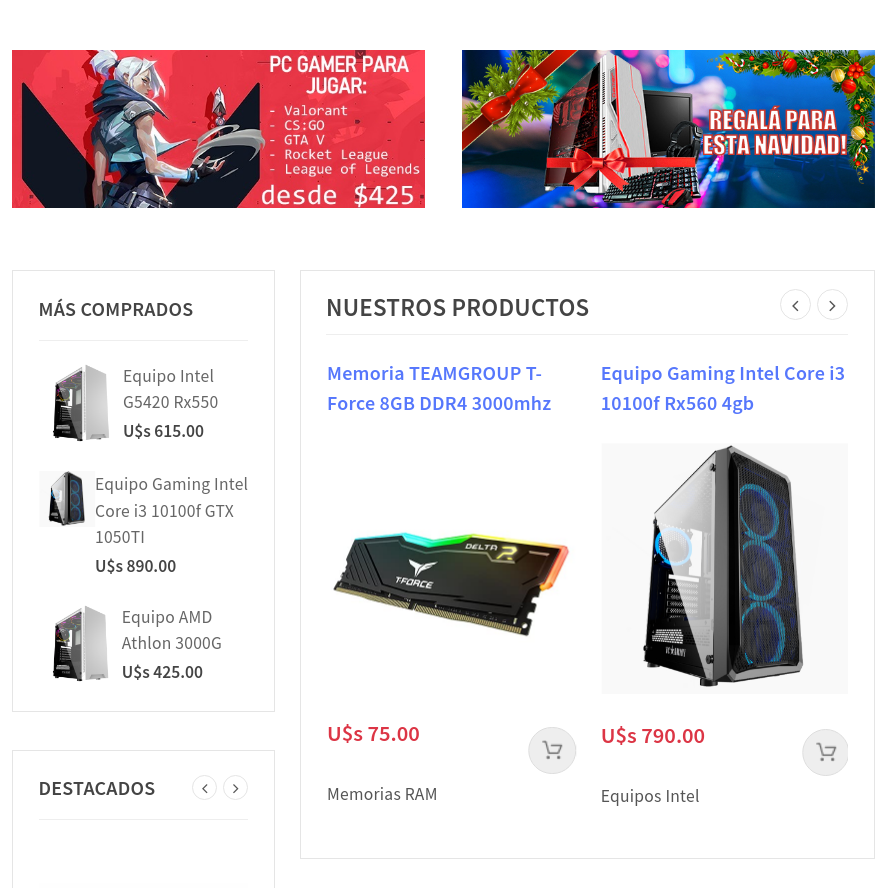 PC GAMER PARA
JUGAR:
- Valorant
- CS:GO
- GTA V
- Rocket League
- League of Legends
desde $425
REGALÁ PARA
ESTA NAVIDAD!
MÁS COMPRADOS
Equipo Intel
G5420 Rx550
U$s 615.00
Equipo Gaming Intel
Core i3 10100f GTX
1050TI
U$s 890.00
Equipo AMD
Athlon 3000G
U$s 425.00
DESTACADOS
NUESTROS PRODUCTOS
Memoria TEAMGROUP T-
Force 8GB DDR4 3000mhz
DELTA R
T-FORCE
U$s 75.00
Memorias RAM
Equipo Gaming Intel Core i3
10100f Rx560 4gb
U$s 790.00
Equipos Intel